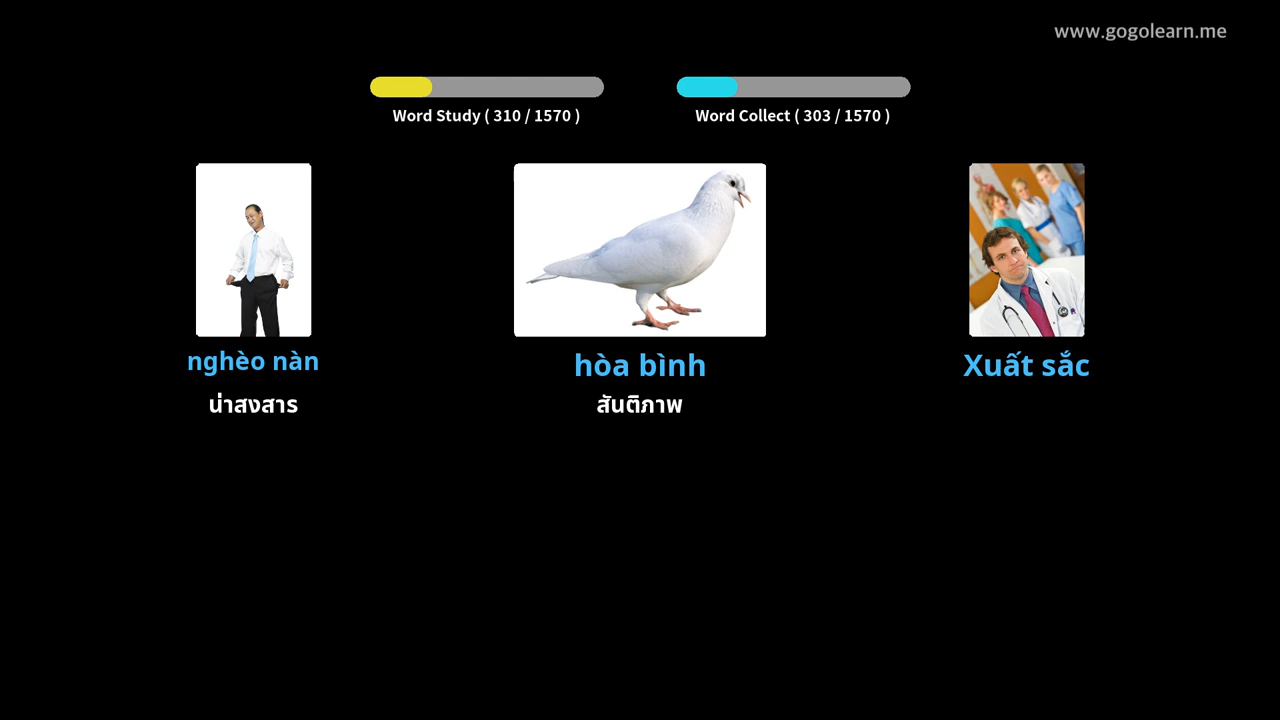 www.gogolearn.me
Word Study ( 310 / 1570 )
Word Collect ( 303 / 1570 )
nghèo nàn
hòa bình
Xuất sắc
น่าสงสาร
สันติภาพ